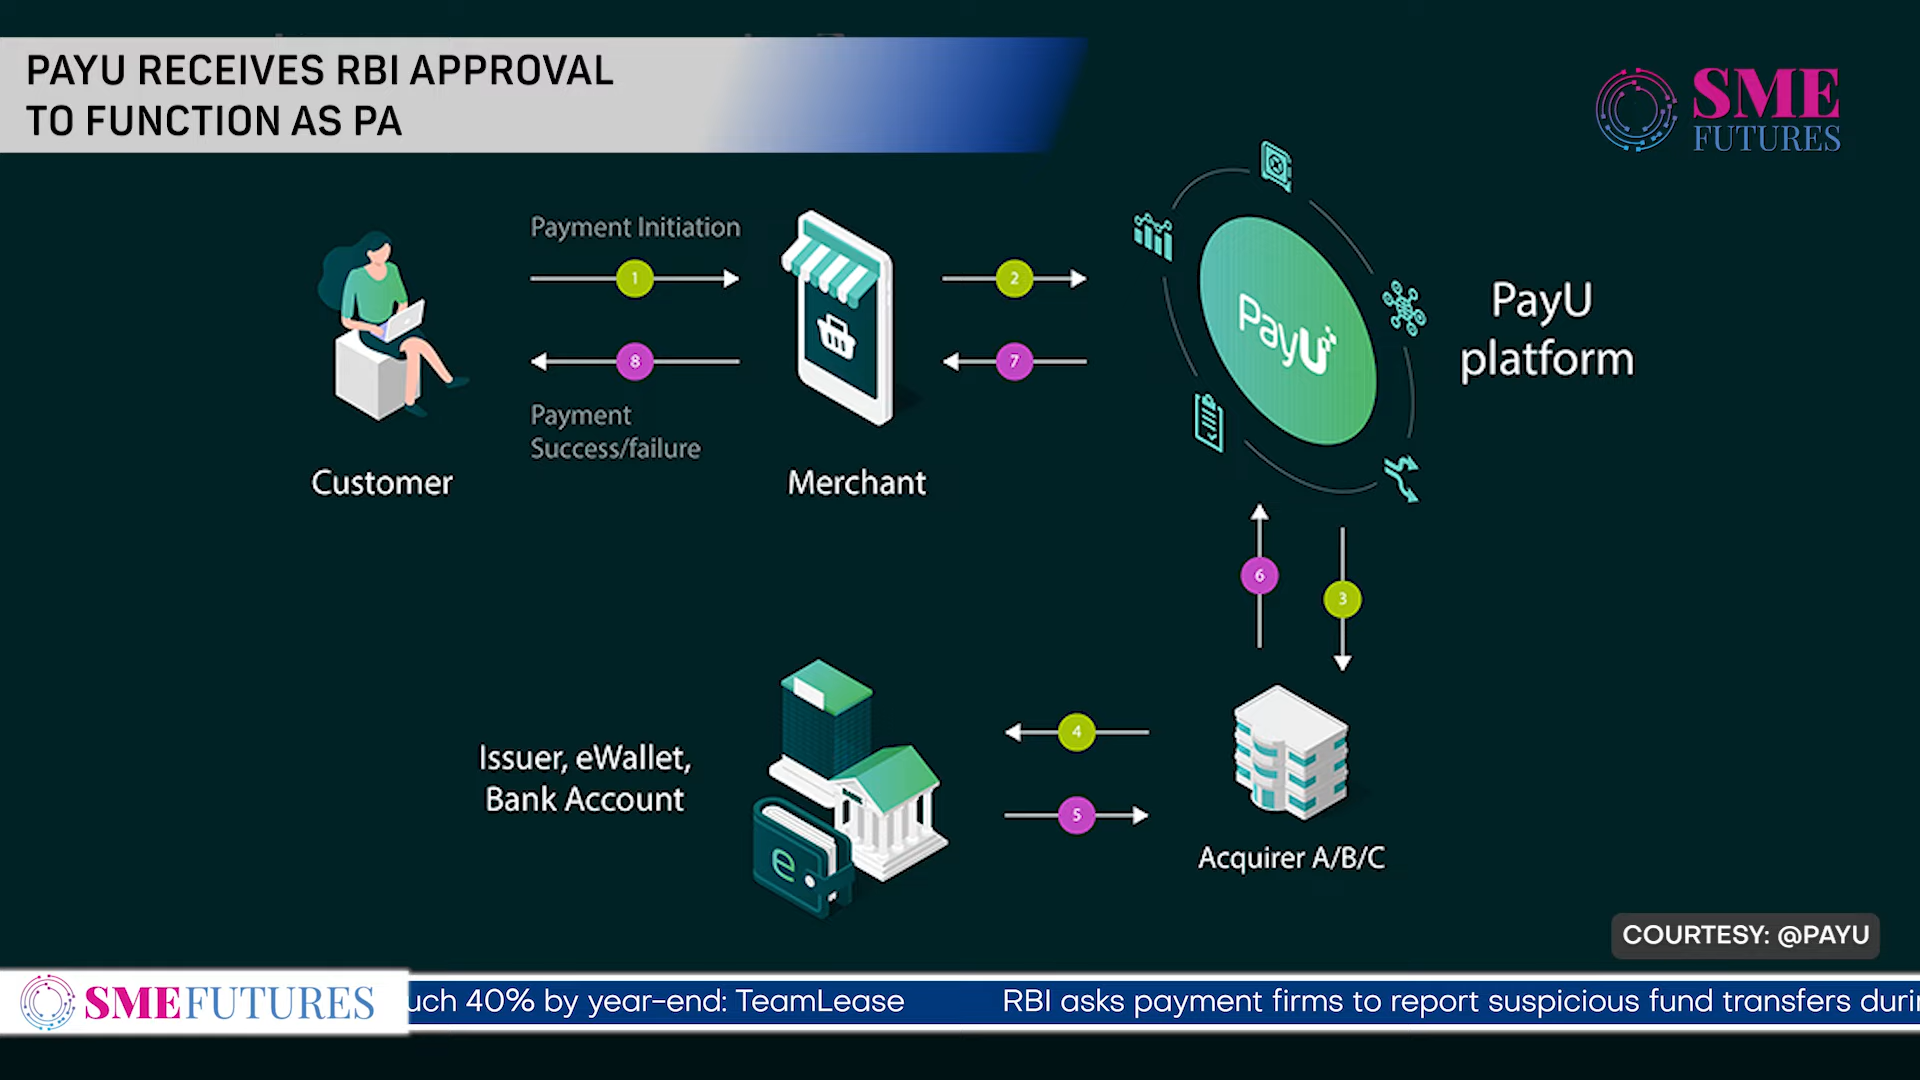 PAYU RECEIVES RBI APPROVAL
TO FUNCTION AS PA
SME
FUTURES
Payment Initiation
1
2
8
7
Payment
Success/failure
Customer
Merchant
PayU
PayU
platform
6
3
4
5
Issuer, eWallet,
Bank Account
e
Acquirer A/B/C
COURTESY: @PAYU
SMEFUTURES
uch 40% by year-end: TeamLease
RBI asks payment firms to report suspicious fund transfers duri